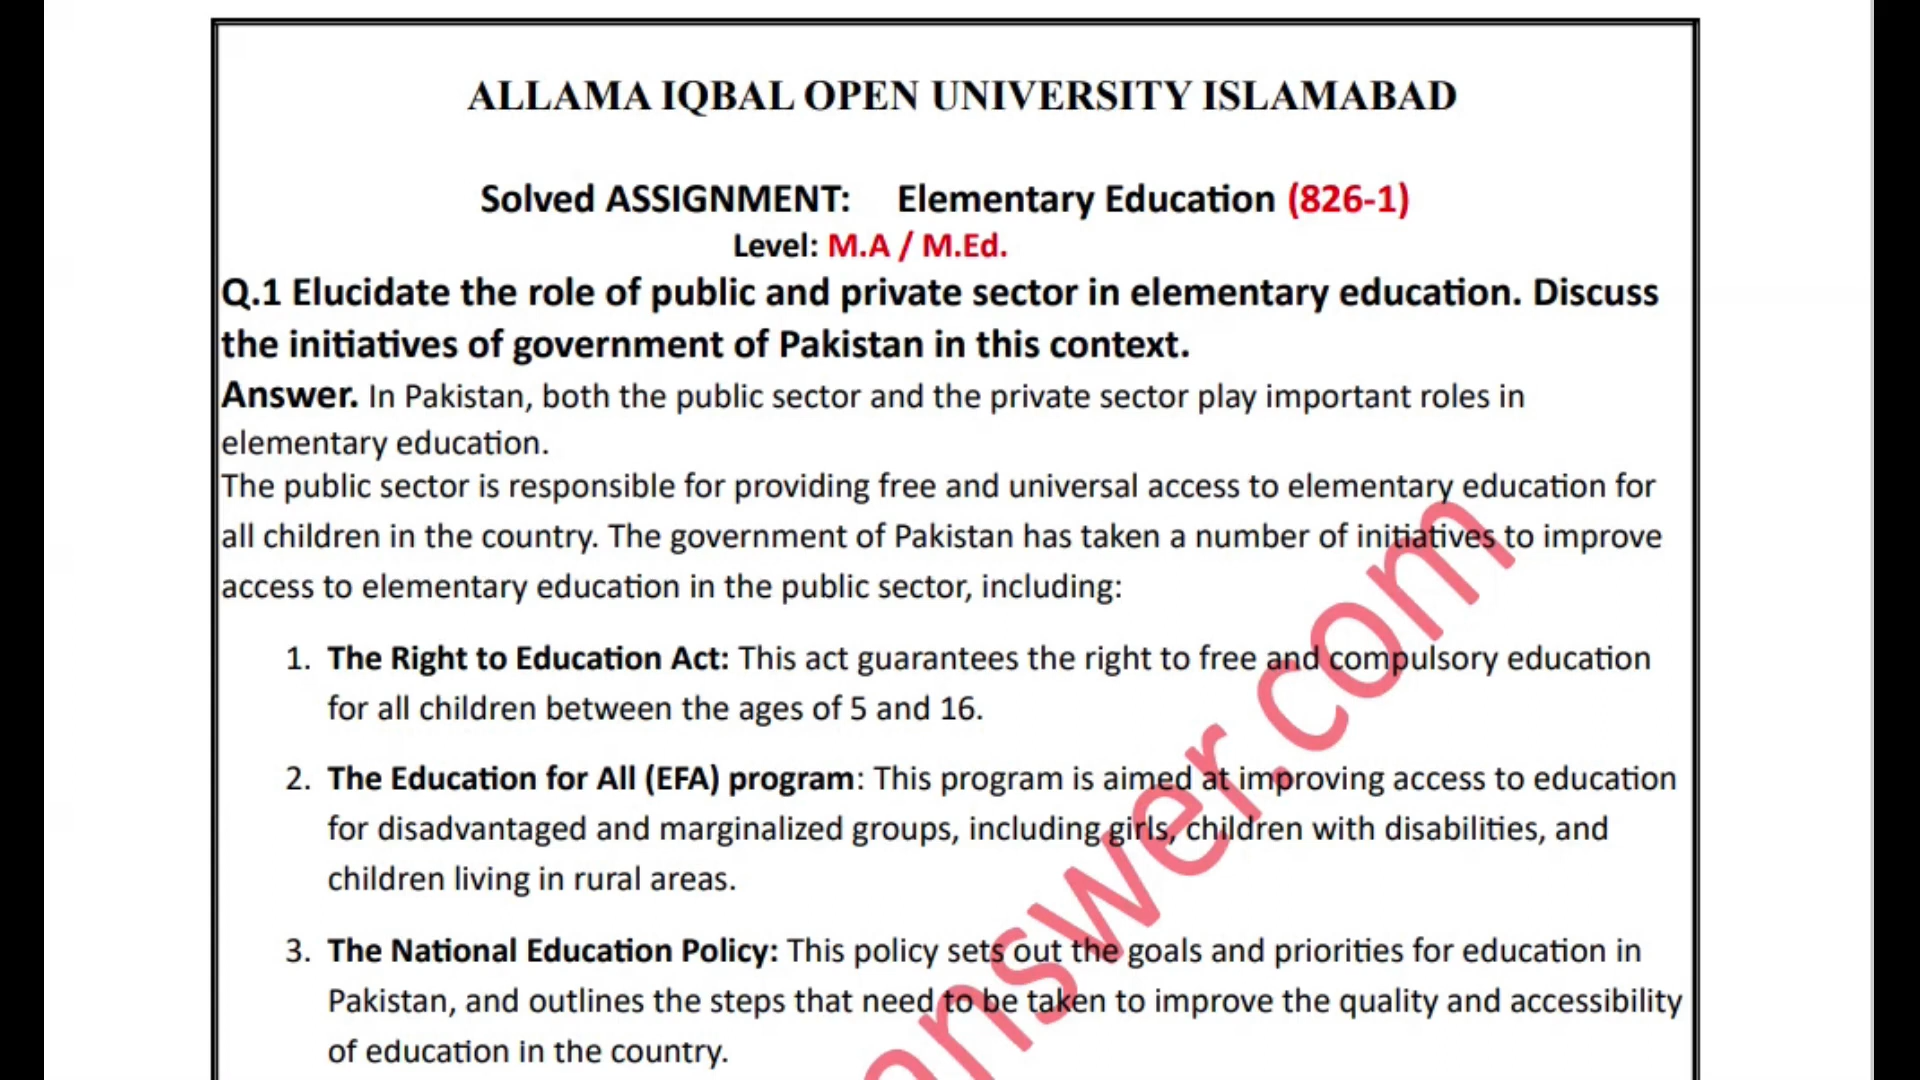 ALLAMA IQBAL OPEN UNIVERSITY ISLAMABAD
Solved ASSIGNMENT: Elementary Education (826-1)
Level: M.A / M.Ed.
Q.1 Elucidate the role of public and private sector in elementary education. Discuss
the initiatives of government of Pakistan in this context.
Answer. In Pakistan, both the public sector and the private sector play important roles in
elementary education.
The public sector is responsible for providing free and universal access to elementary education for
all children in the country. The government of Pakistan has taken a number of initiatives to improve
access to elementary education in the public sector, including:
1. The Right to Education Act: This act guarantees the right to free and compulsory education
for all children between the ages of 5 and 16.
2. The Education for All (EFA) program: This program is aimed at improving access to education
for disadvantaged and marginalized groups, including girls, children with disabilities, and
children living in rural areas.
3. The National Education Policy: This policy sets out the goals and priorities for education in
Pakistan, and outlines the steps that need to be taken to improve the quality and accessibility
of education in the country.
answer.com